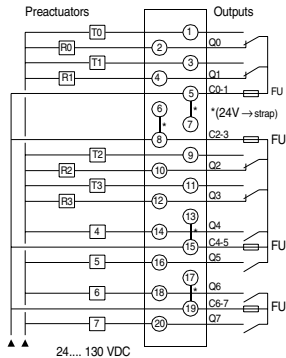 Preactuators Outputs
T0 1
R0 2 Q0
T1 3
R1 4 Q1
5 C0-1 FU
6 * 7 *(24V → strap)
8 C2-3 FU
T2 9
R2 10 Q2
T3 11
R3 12 Q3
13
4 14 * Q4
15 C4-5 FU
5 16 Q5
17
6 18 * Q6
19 C6-7 FU
7 20 Q7
24.... 130 VDC